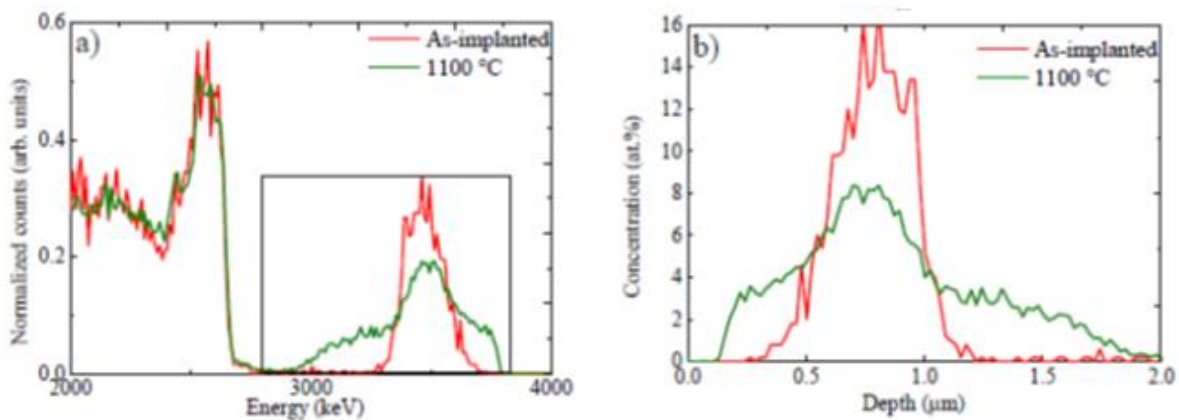 a)
As-implanted
1100 °C
Normalized counts (arb. units)
0.6
0.4
0.2
0.0
2000
3000
4000
Energy (keV)
b)
As-implanted
1100 °C
Concentration (at.%)
16
14
12
10
8
6
4
2
0
0.0
0.5
1.0
1.5
2.0
Depth (μm)